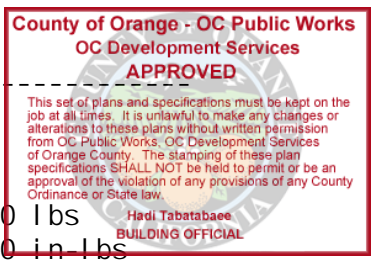 County of Orange - OC Public Works
OC Development Services
APPROVED
This set of plans and specifications must be kept on the
job at all times. It is unlawful to make any changes or
alterations to these plans without written permission
from OC Public Works, OC Development Services
of Orange County. The stamping of these plan
specifications SHALL NOT be held to permit or be an
approval of the violation of any provisions of any County
Ordinance or State law.
0 lbs
Hadi Tabatabaee
BUILDING OFFICIAL
0 in-lbs